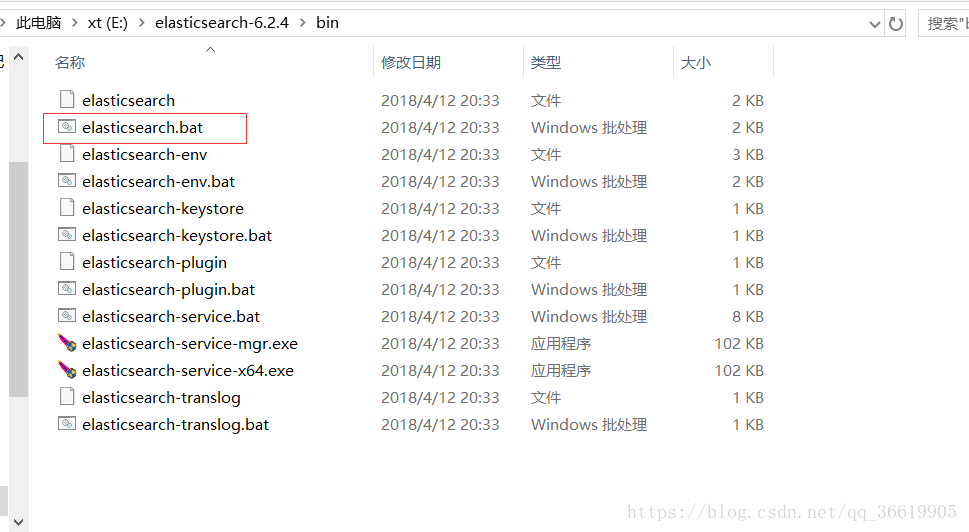 此电脑 > xt (E:) > elasticsearch-6.2.4 > bin
搜索"b
名称 修改日期 类型 大小
elasticsearch 2018/4/12 20:33 文件 2 KB
elasticsearch.bat 2018/4/12 20:33 Windows 批处理 2 KB
elasticsearch-env 2018/4/12 20:33 文件 3 KB
elasticsearch-env.bat 2018/4/12 20:33 Windows 批处理 2 KB
elasticsearch-keystore 2018/4/12 20:33 文件 1 KB
elasticsearch-keystore.bat 2018/4/12 20:33 Windows 批处理 1 KB
elasticsearch-plugin 2018/4/12 20:33 文件 1 KB
elasticsearch-plugin.bat 2018/4/12 20:33 Windows 批处理 1 KB
elasticsearch-service.bat 2018/4/12 20:33 Windows 批处理 8 KB
elasticsearch-service-mgr.exe 2018/4/12 20:33 应用程序 102 KB
elasticsearch-service-x64.exe 2018/4/12 20:33 应用程序 102 KB
elasticsearch-translog 2018/4/12 20:33 文件 1 KB
elasticsearch-translog.bat 2018/4/12 20:33 Windows 批处理 1 KB
https://blog.csdn.net/qq_36619905